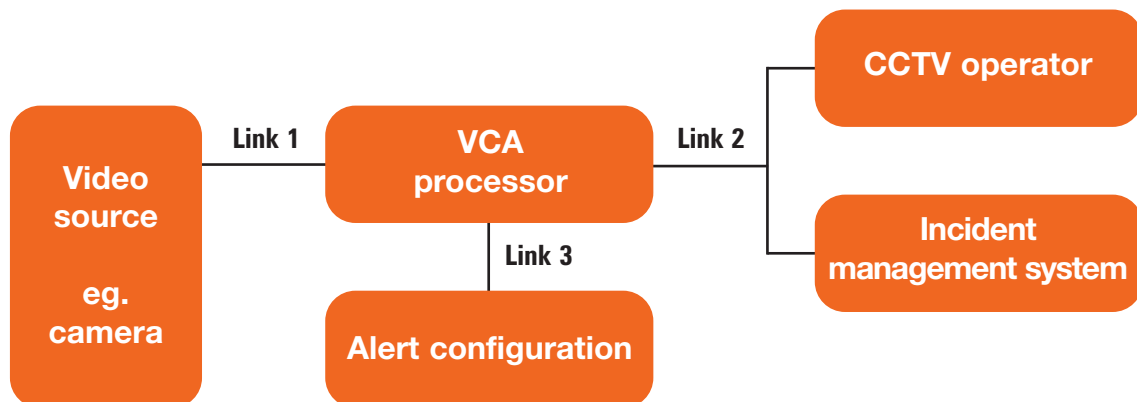 Video
source
eg.
camera
Link 1
VCA
processor
Link 2
CCTV operator
Incident
management system
Link 3
Alert configuration